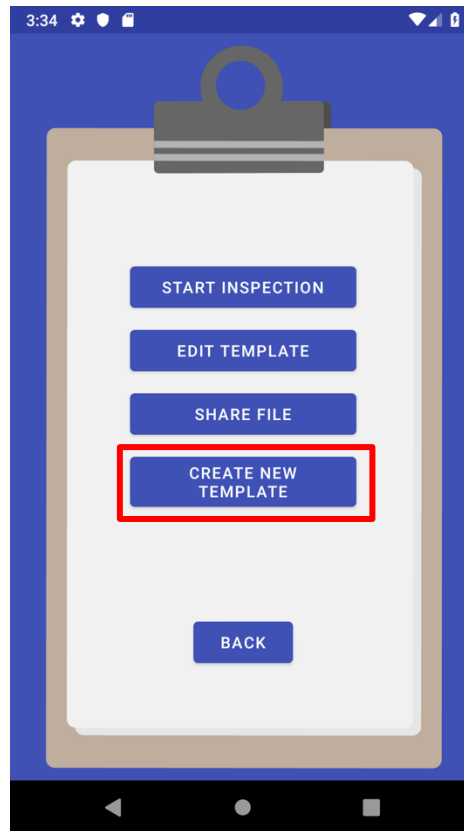 3:34
START INSPECTION
EDIT TEMPLATE
SHARE FILE
CREATE NEW
TEMPLATE
BACK